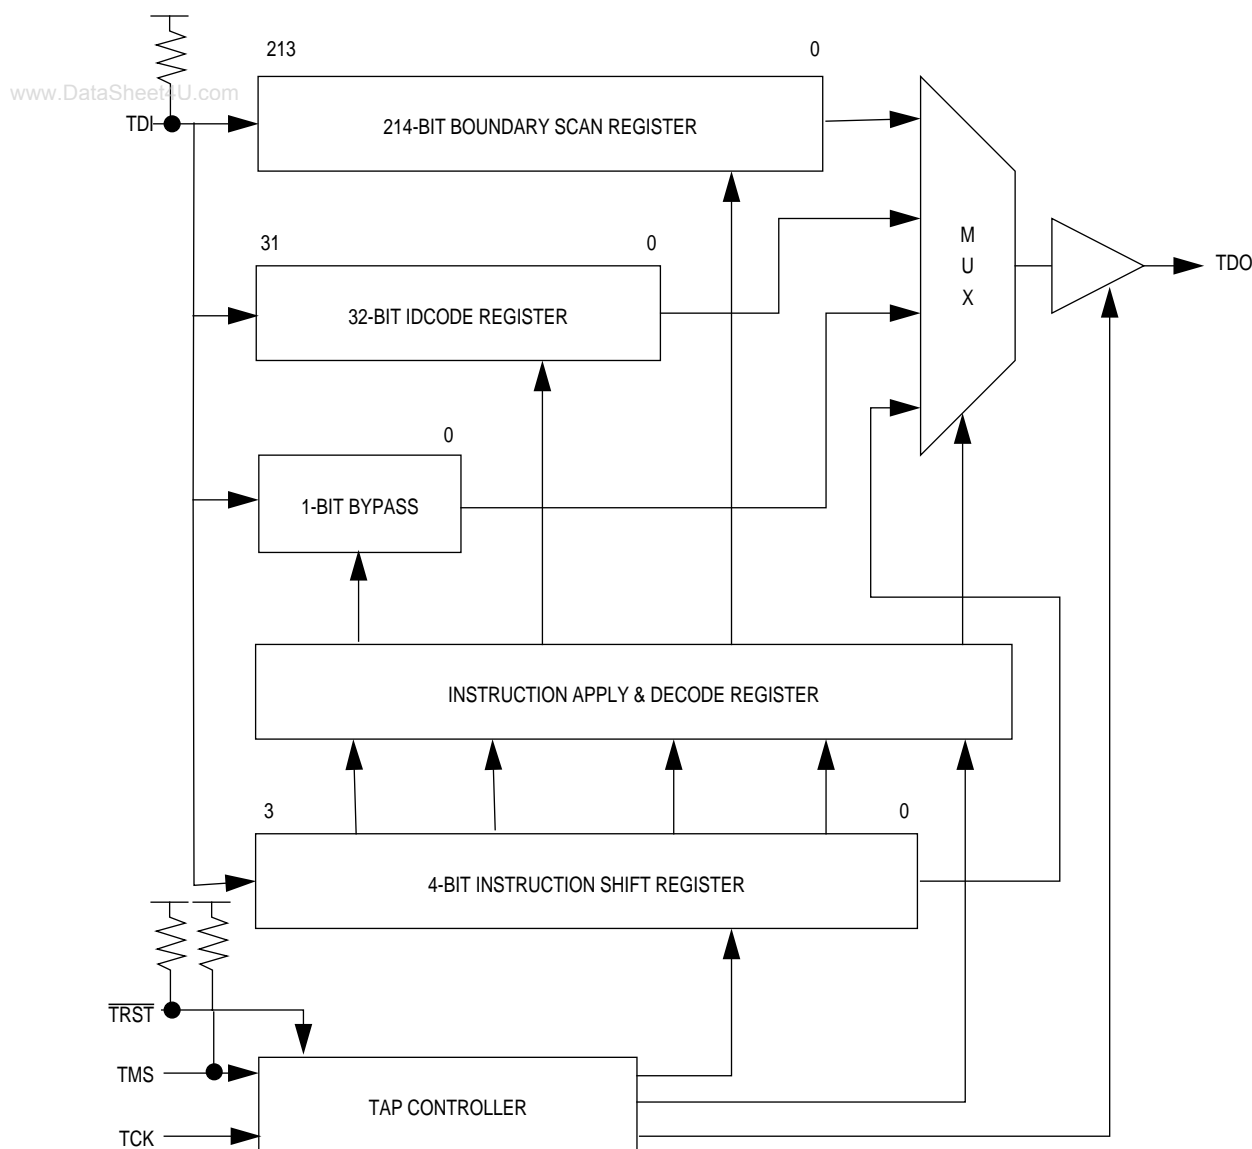 213
0
www.DataSheet4U.com
TDI
214-BIT BOUNDARY SCAN REGISTER
31
0
M
U
X
TDO
32-BIT IDCODE REGISTER
0
1-BIT BYPASS
INSTRUCTION APPLY & DECODE REGISTER
3
0
4-BIT INSTRUCTION SHIFT REGISTER
TRST
TMS
TAP CONTROLLER
TCK